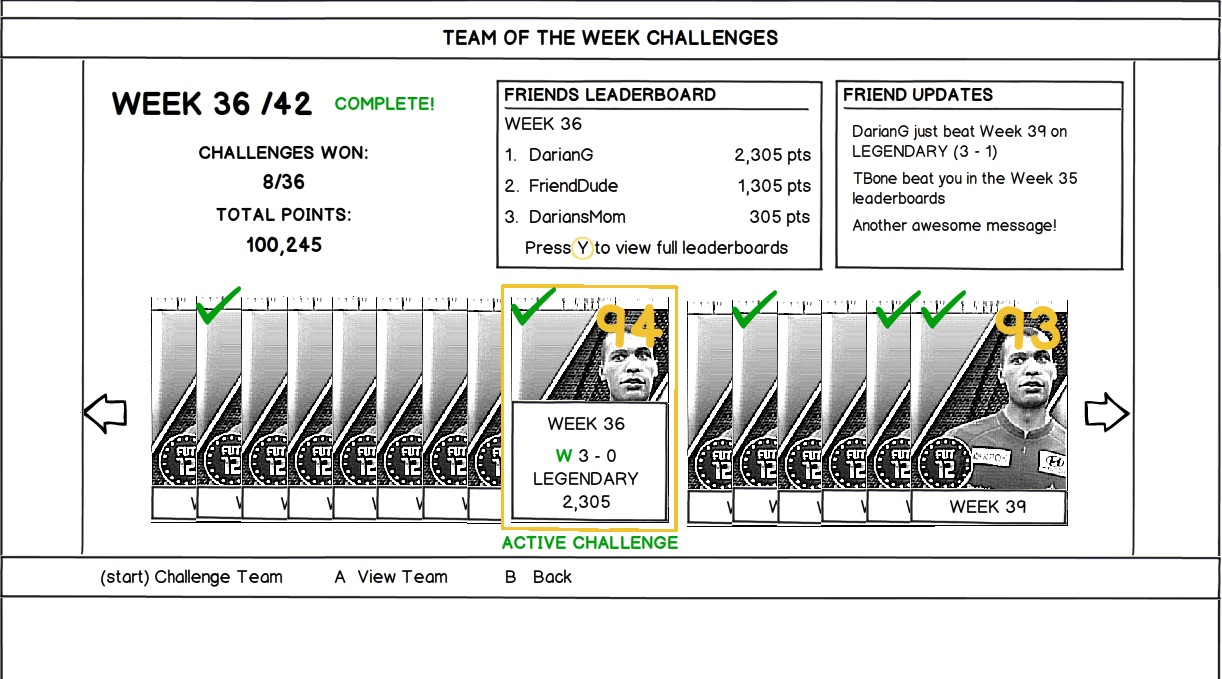 TEAM OF THE WEEK CHALLENGES
WEEK 36 /42 COMPLETE!
CHALLENGES WON:
8/36
TOTAL POINTS:
100,245
FRIENDS LEADERBOARD
WEEK 36
1. DarianG 2,305 pts
2. FriendDude 1,305 pts
3. DariansMom 305 pts
Press Y to view full leaderboards
FRIEND UPDATES
DarianG just beat Week 39 on
LEGENDARY (3 - 1)
TBone beat you in the Week 35
leaderboards
Another awesome message!
94
WEEK 36
W 3 - 0
LEGENDARY
2,305
ACTIVE CHALLENGE
93
FUT
12
WEEK 39
(start) Challenge Team A View Team B Back